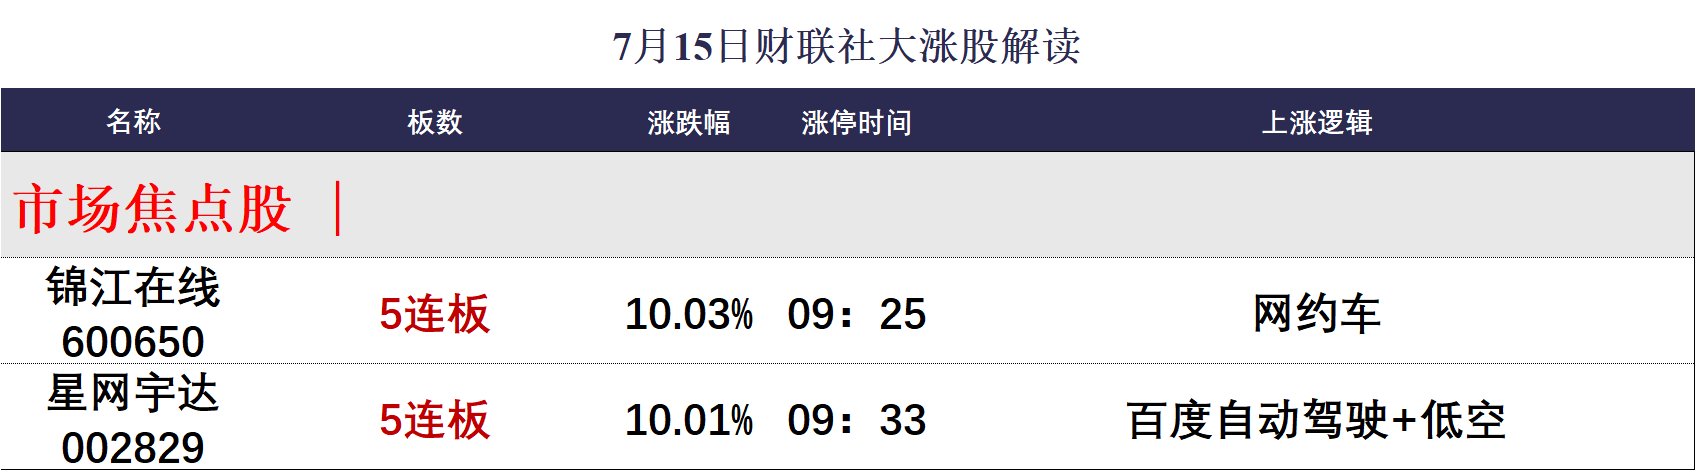 7月15日财联社大涨股解读
名称 板数 涨跌幅 涨停时间 上涨逻辑
市场焦点股 |
锦江在线
600650 5连板 10.03% 09：25 网约车
星网宇达
002829 5连板 10.01% 09：33 百度自动驾驶+低空